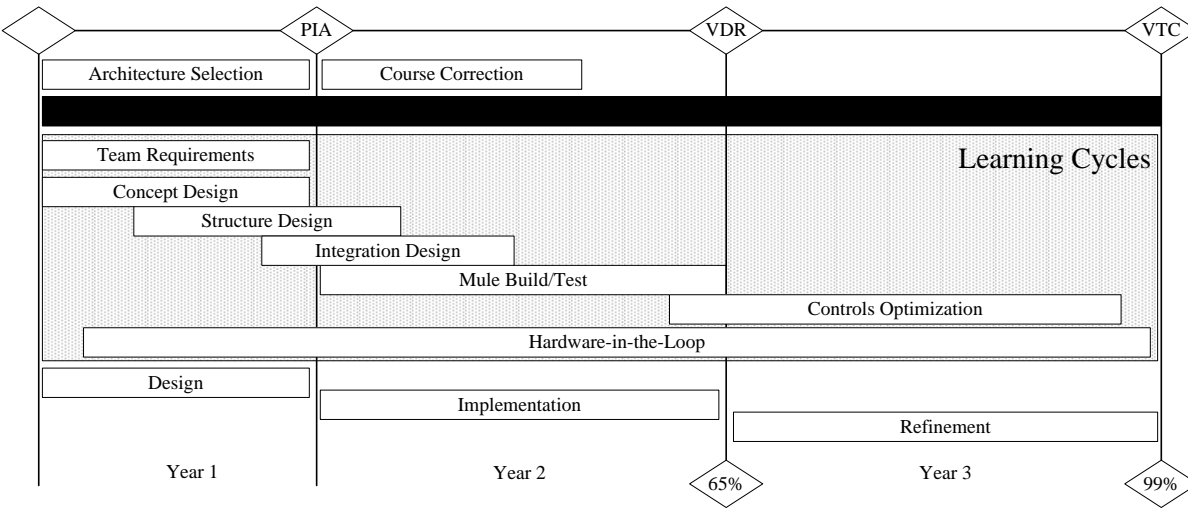 PIA
VDR
VTC
Architecture Selection
Course Correction
Team Requirements
Learning Cycles
Concept Design
Structure Design
Integration Design
Mule Build/Test
Controls Optimization
Hardware-in-the-Loop
Design
Implementation
Refinement
Year 1
Year 2
65%
Year 3
99%